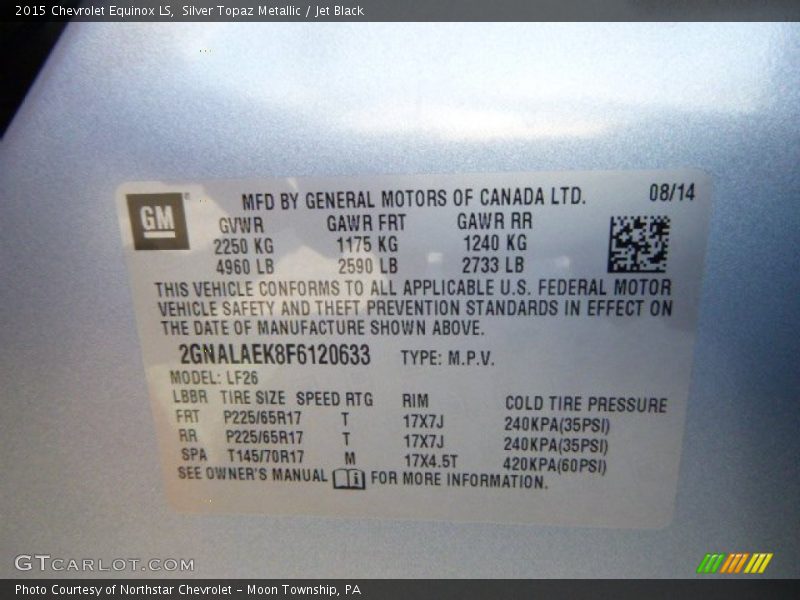 2015 Chevrolet Equinox LS,  Silver Topaz Metallic / Jet Black
GM
MFD BY GENERAL MOTORS OF CANADA LTD. 08/14
GVWR GAWR FRT GAWR RR
2250 KG 1175 KG 1240 KG
4960 LB 2590 LB 2733 LB
THIS VEHICLE CONFORMS TO ALL APPLICABLE U.S. FEDERAL MOTOR
VEHICLE SAFETY AND THEFT PREVENTION STANDARDS IN EFFECT ON
THE DATE OF MANUFACTURE SHOWN ABOVE.
2GNALAEK8F6120633 TYPE: M.P.V.
MODEL: LF26
LBBR TIRE SIZE SPEED RTG RIM COLD TIRE PRESSURE
FRT P225/65R17 T 17X7J 240KPA(35PSI)
RR P225/65R17 T 17X7J 240KPA(35PSI)
SPA T145/70R17 M 17X4.5T 420KPA(60PSI)
SEE OWNER'S MANUAL i FOR MORE INFORMATION.
GTCARLOT.COM
Photo Courtesy of Northstar Chevrolet - Moon Township, PA